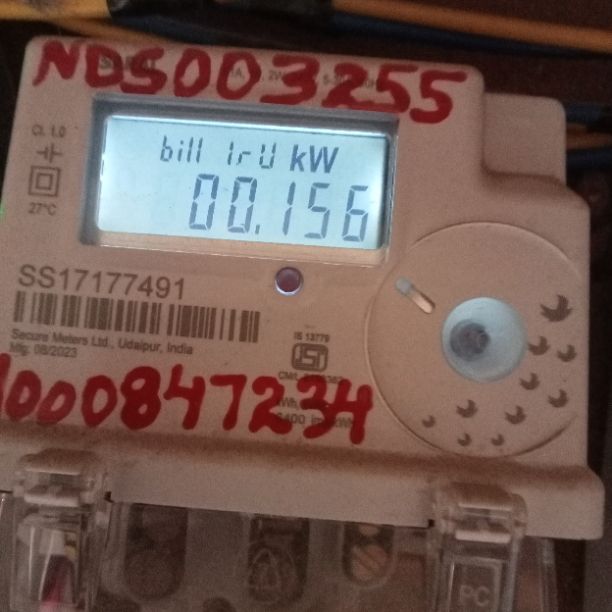 NDS003255
Cl. 1.0
27°C
bill 1rU kW
00.156
SS17177491
Secure Meters Ltd., Udaipur, India
Mfg. 08/2023
IS 13779
1000847234
PC